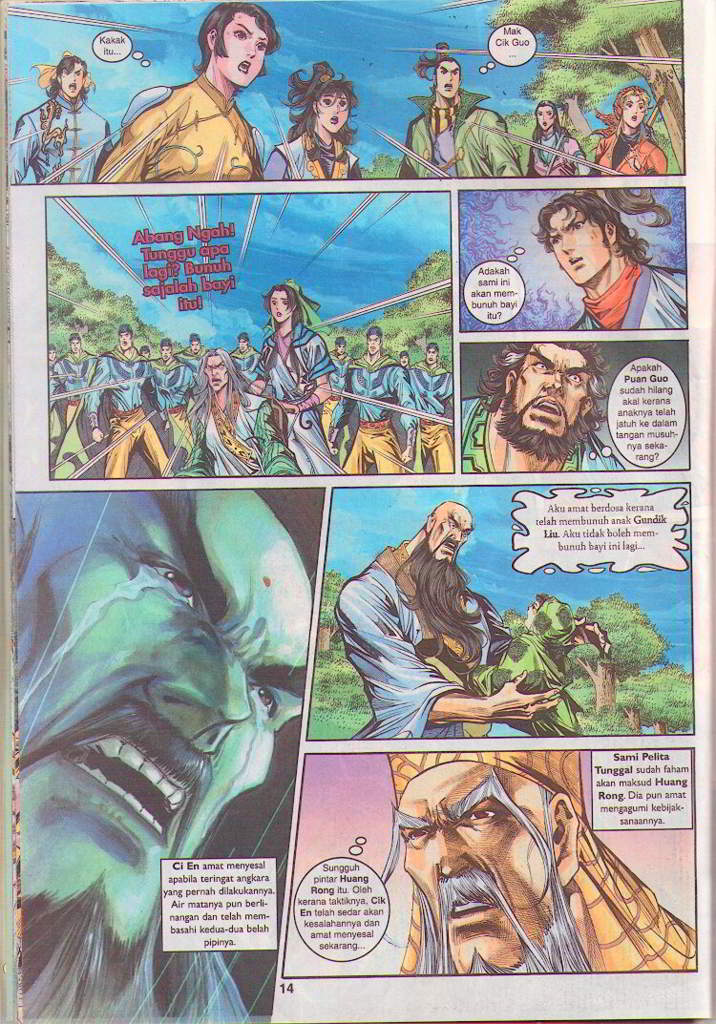 Kakak
itu...
Mak
Cik Guo
...
Abang Ngah!
Tunggu apa
lagi? Bunuh
sajalah bayi
itu!
Adakah
sami ini
akan mem-
bunuh bayi
itu?
Apakah
Puan Guo
sudah hilang
akal kerana
anaknya telah
jatuh ke dalam
tangan musuh-
nya seka-
rang?
Aku amat berdosa kerana
telah membunuh anak Gundik
Liu. Aku tidak boleh mem-
bunuh bayi ini lagi...
Ci En amat menyesal
apabila teringat angkara
yang pernah dilakukannya.
Air matanya pun berli-
nangan dan telah mem-
basahi kedua-dua belah
pipinya.
Sami Pelita
Tunggal sudah faham
akan maksud Huang
Rong. Dia pun amat
mengagumi kebijak-
sanaannya.
Sungguh
pintar Huang
Rong itu. Oleh
kerana taktiknya, Cik
En telah sedar akan
kesalahannya dan
amat menyesal
sekarang...
14